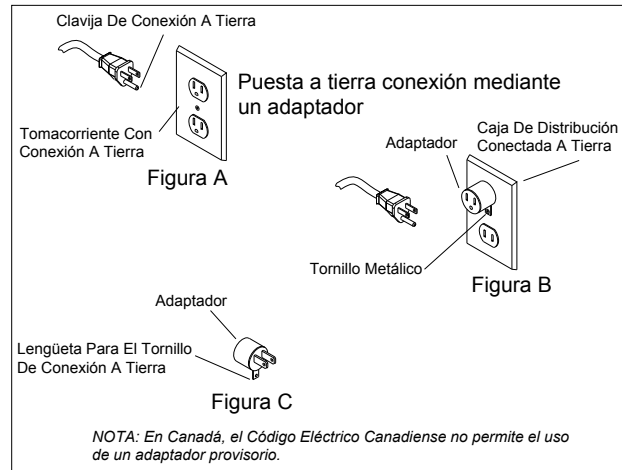 Clavija De Conexión A Tierra
Puesta a tierra conexión mediante
un adaptador
Tomacorriente Con
Conexión A Tierra
Figura A
Caja De Distribución
Conectada A Tierra
Adaptador
Tornillo Metálico
Figura B
Adaptador
Lengüeta Para El Tornillo
De Conexión A Tierra
Figura C
NOTA: En Canadá, el Código Eléctrico Canadiense no permite el uso
de un adaptador provisorio.